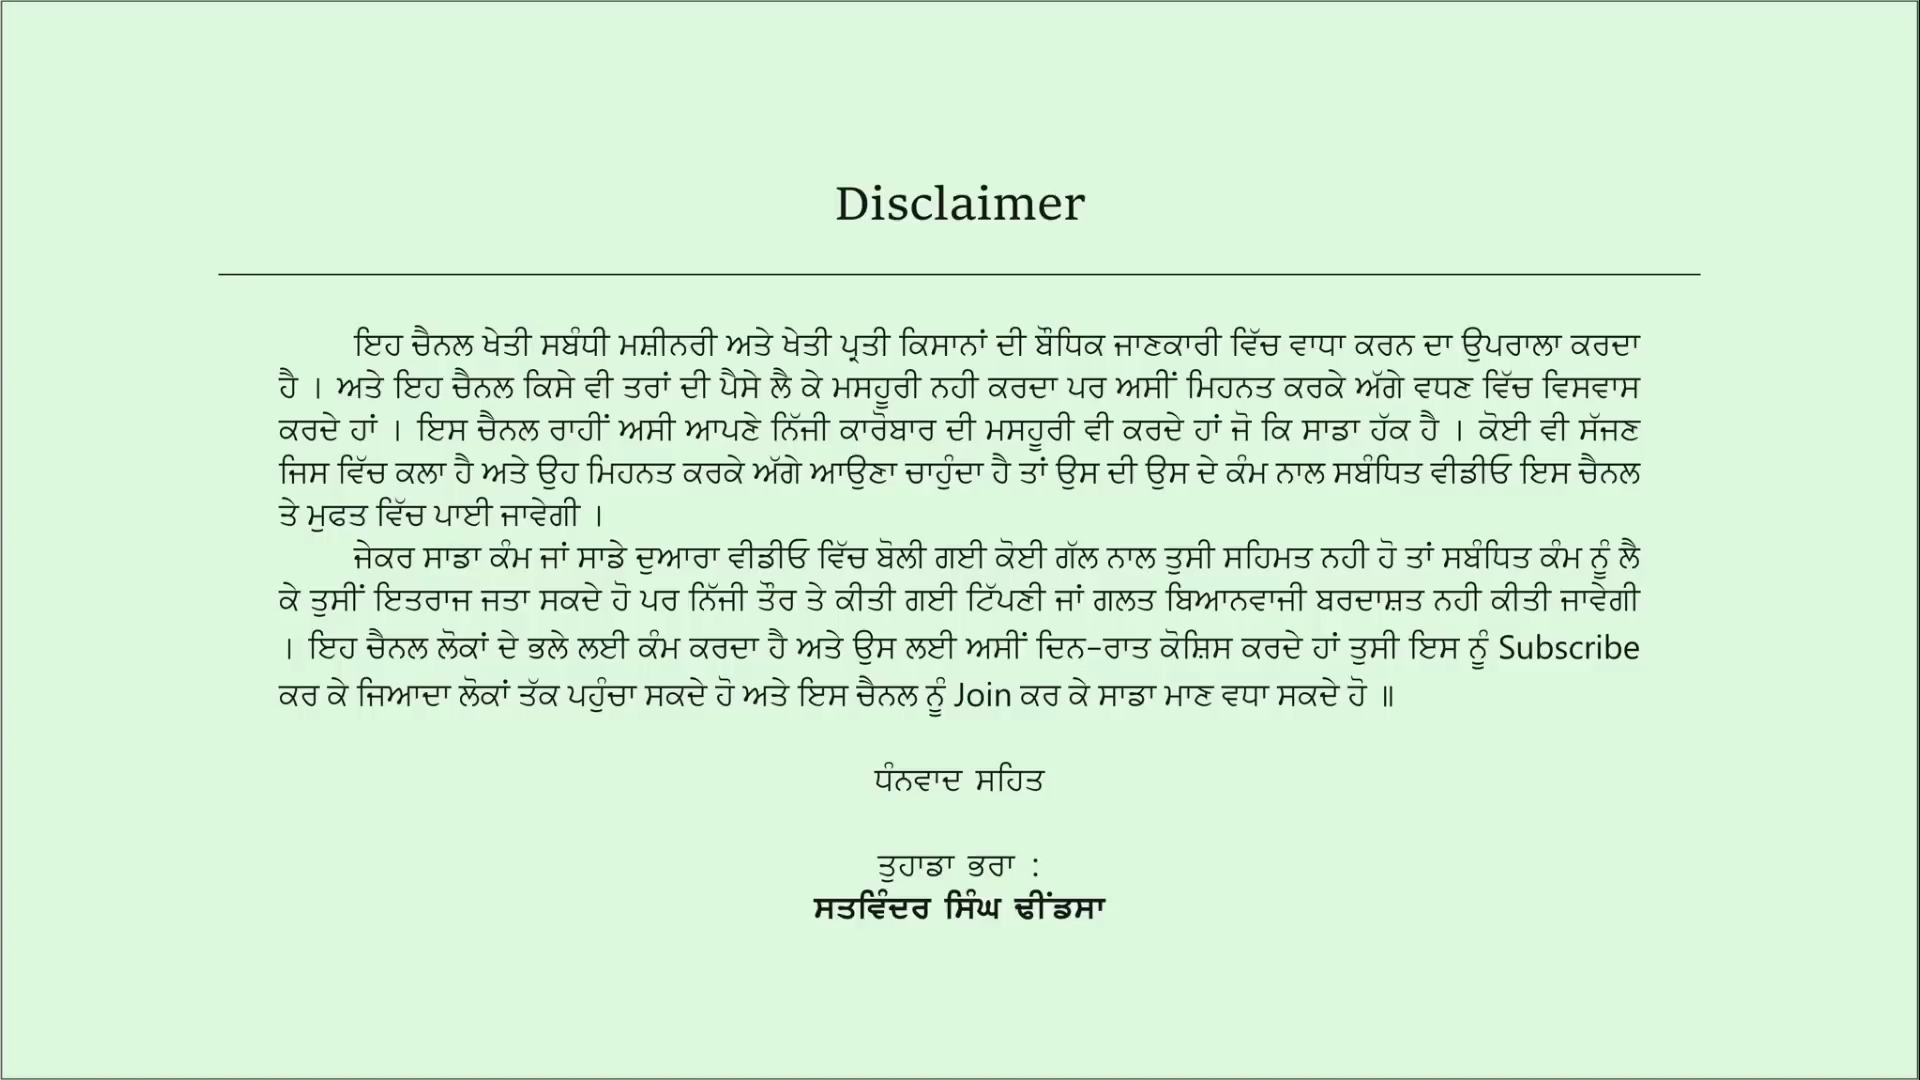 Disclaimer
ਇਹ ਚੈਨਲ ਖੇਤੀ ਸਬੰਧੀ ਮਸ਼ੀਨਰੀ ਅਤੇ ਖੇਤੀ ਪ੍ਰਤੀ ਕਿਸਾਨਾਂ ਦੀ ਬੌਧਿਕ ਜਾਣਕਾਰੀ ਵਿੱਚ ਵਾਧਾ ਕਰਨ ਦਾ ਉਪਰਾਲਾ ਕਰਦਾ
ਹੈ । ਅਤੇ ਇਹ ਚੈਨਲ ਕਿਸੇ ਵੀ ਤਰਾਂ ਦੀ ਪੈਸੇ ਲੈ ਕੇ ਮਸਹੂਰੀ ਨਹੀ ਕਰਦਾ ਪਰ ਅਸੀਂ ਮਿਹਨਤ ਕਰਕੇ ਅੱਗੇ ਵਧਣ ਵਿੱਚ ਵਿਸਵਾਸ
ਕਰਦੇ ਹਾਂ । ਇਸ ਚੈਨਲ ਰਾਹੀਂ ਅਸੀ ਆਪਣੇ ਨਿੱਜੀ ਕਾਰੋਬਾਰ ਦੀ ਮਸਹੂਰੀ ਵੀ ਕਰਦੇ ਹਾਂ ਜੋ ਕਿ ਸਾਡਾ ਹੱਕ ਹੈ । ਕੋਈ ਵੀ ਸੱਜਣ
ਜਿਸ ਵਿੱਚ ਕਲਾ ਹੈ ਅਤੇ ਉਹ ਮਿਹਨਤ ਕਰਕੇ ਅੱਗੇ ਆਉਣਾ ਚਾਹੁੰਦਾ ਹੈ ਤਾਂ ਉਸ ਦੀ ਉਸ ਦੇ ਕੰਮ ਨਾਲ ਸਬੰਧਿਤ ਵੀਡੀਓ ਇਸ ਚੈਨਲ
ਤੇ ਮੁਫਤ ਵਿੱਚ ਪਾਈ ਜਾਵੇਗੀ ।
ਜੇਕਰ ਸਾਡਾ ਕੰਮ ਜਾਂ ਸਾਡੇ ਦੁਆਰਾ ਵੀਡੀਓ ਵਿੱਚ ਬੋਲੀ ਗਈ ਕੋਈ ਗੱਲ ਨਾਲ ਤੁਸੀ ਸਹਿਮਤ ਨਹੀ ਹੋ ਤਾਂ ਸਬੰਧਿਤ ਕੰਮ ਨੂੰ ਲੈ
ਕੇ ਤੁਸੀਂ ਇਤਰਾਜ ਜਤਾ ਸਕਦੇ ਹੋ ਪਰ ਨਿੱਜੀ ਤੌਰ ਤੇ ਕੀਤੀ ਗਈ ਟਿੱਪਣੀ ਜਾਂ ਗਲਤ ਬਿਆਨਵਾਜੀ ਬਰਦਾਸ਼ਤ ਨਹੀ ਕੀਤੀ ਜਾਵੇਗੀ
। ਇਹ ਚੈਨਲ ਲੋਕਾਂ ਦੇ ਭਲੇ ਲਈ ਕੰਮ ਕਰਦਾ ਹੈ ਅਤੇ ਉਸ ਲਈ ਅਸੀਂ ਦਿਨ-ਰਾਤ ਕੋਸ਼ਿਸ ਕਰਦੇ ਹਾਂ ਤੁਸੀ ਇਸ ਨੂੰ Subscribe
ਕਰ ਕੇ ਜਿਆਦਾ ਲੋਕਾਂ ਤੱਕ ਪਹੁੰਚਾ ਸਕਦੇ ਹੋ ਅਤੇ ਇਸ ਚੈਨਲ ਨੂੰ Join ਕਰ ਕੇ ਸਾਡਾ ਮਾਣ ਵਧਾ ਸਕਦੇ ਹੋ ॥
ਧੰਨਵਾਦ ਸਹਿਤ
ਤੁਹਾਡਾ ਭਰਾ :
ਸਤਵਿੰਦਰ ਸਿੰਘ ਢੀਂਡਸਾ